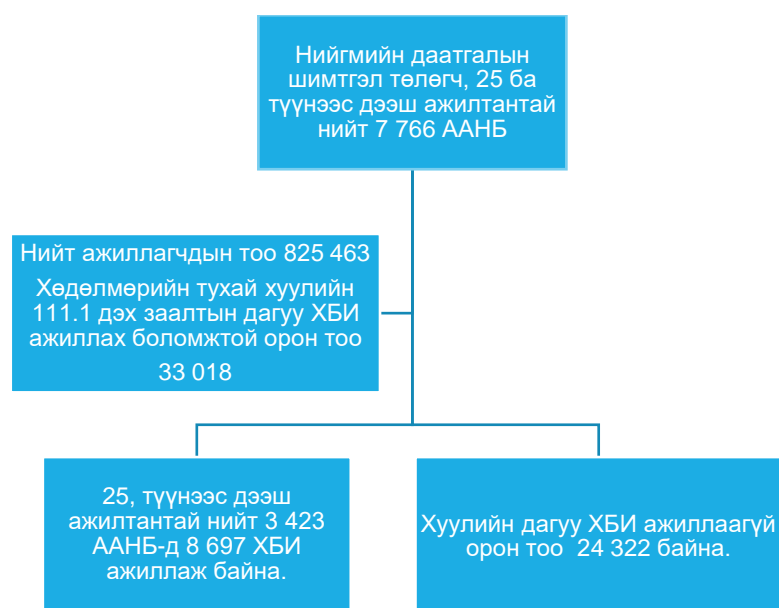 Нийгмийн даатгалын
шимтгэл төлөгч, 25 ба
түүнээс дээш ажилтантай
нийт 7 766 ААНБ
Нийт ажиллагчдын тоо 825 463
Хөдөлмөрийн тухай хуулийн
111.1 дэх заалтын дагуу ХБИ
ажиллах боломжтой орон тоо
33 018
25, түүнээс дээш
ажилтантай нийт 3 423
ААНБ-д 8 697 ХБИ
ажиллаж байна.
Хуулийн дагуу ХБИ ажиллаагүй
орон тоо  24 322 байна.